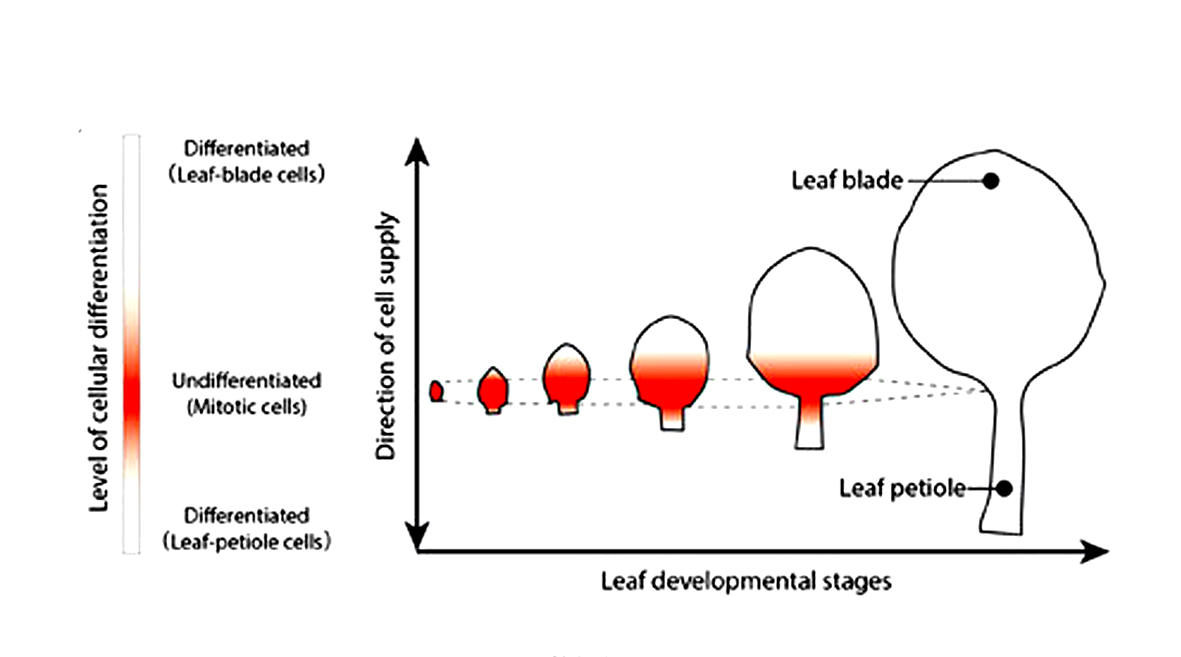 Level of cellular differentiation
Differentiated
(Leaf-blade cells)
Undifferentiated
(Mitotic cells)
Differentiated
(Leaf-petiole cells)
Direction of cell supply
Leaf blade
Leaf petiole
Leaf developmental stages